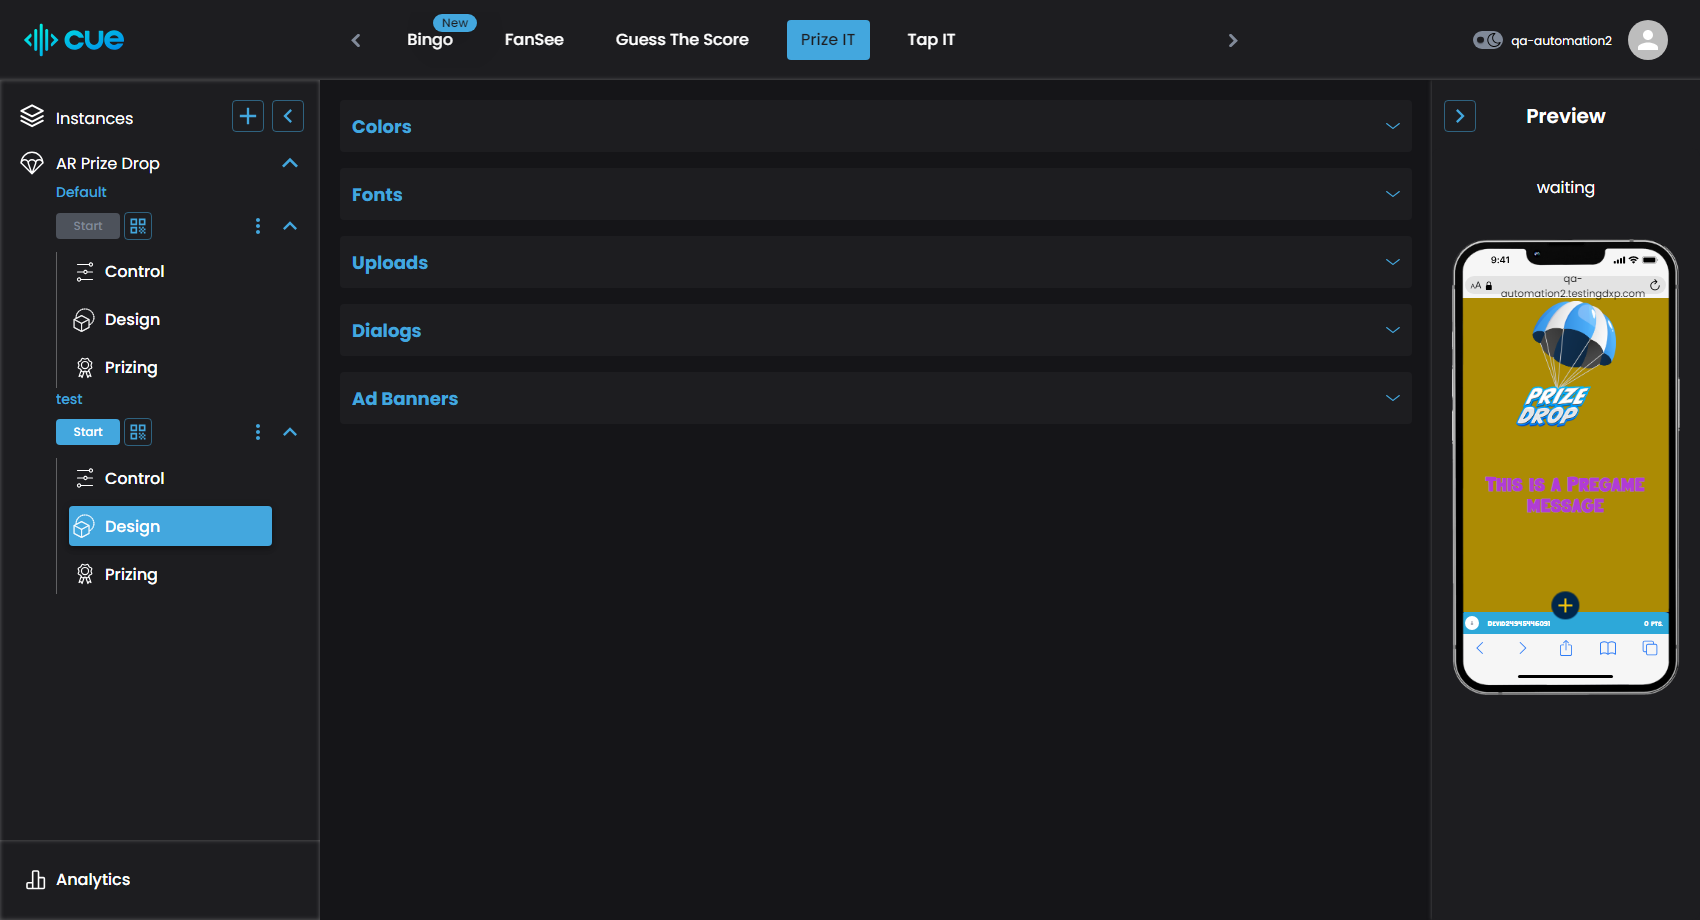 cue
New
Bingo
FanSee
Guess The Score
Prize IT
Tap IT
qa-automation2
Instances
AR Prize Drop
Default
Start
Control
Design
Prizing
test
Start
Control
Design
Prizing
Analytics
Colors
Fonts
Uploads
Dialogs
Ad Banners
Preview
waiting
9:41
AA
qa-
automation2.testingdxp.com
PRIZE
DROP
This is a Pregame
message
0 PTS.